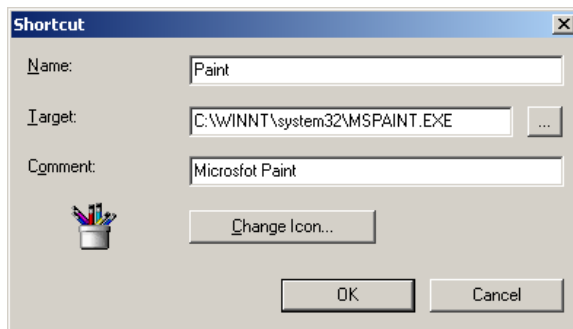 Shortcut
Name: Paint
Target: C:\WINNT\system32\MSPAINT.EXE ...
Comment: Microsfot Paint
Change Icon...
OK Cancel